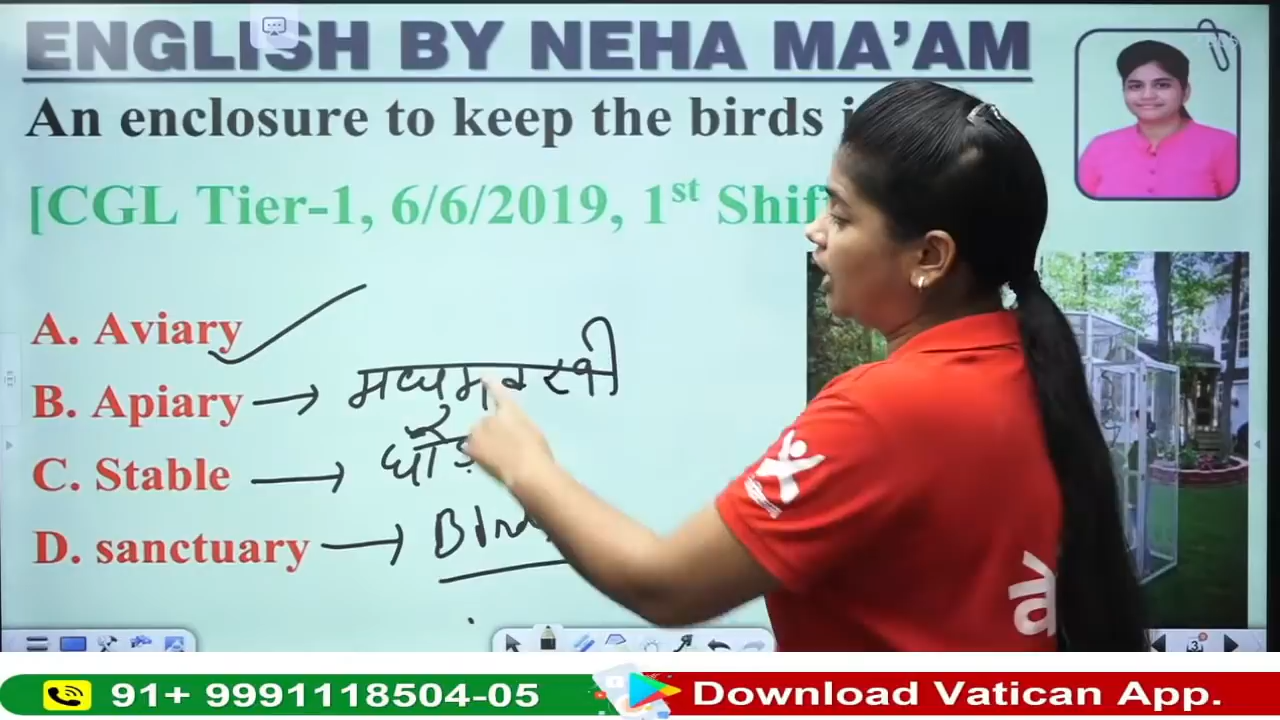 ENGLISH BY NEHA MA’AM
An enclosure to keep the birds
[CGL Tier-1, 6/6/2019, 1st Shif
A. Aviary
B. Apiary → मधुमक्खी
C. Stable →
D. sanctuary →
3
91+ 9991118504-05
Download Vatican App.